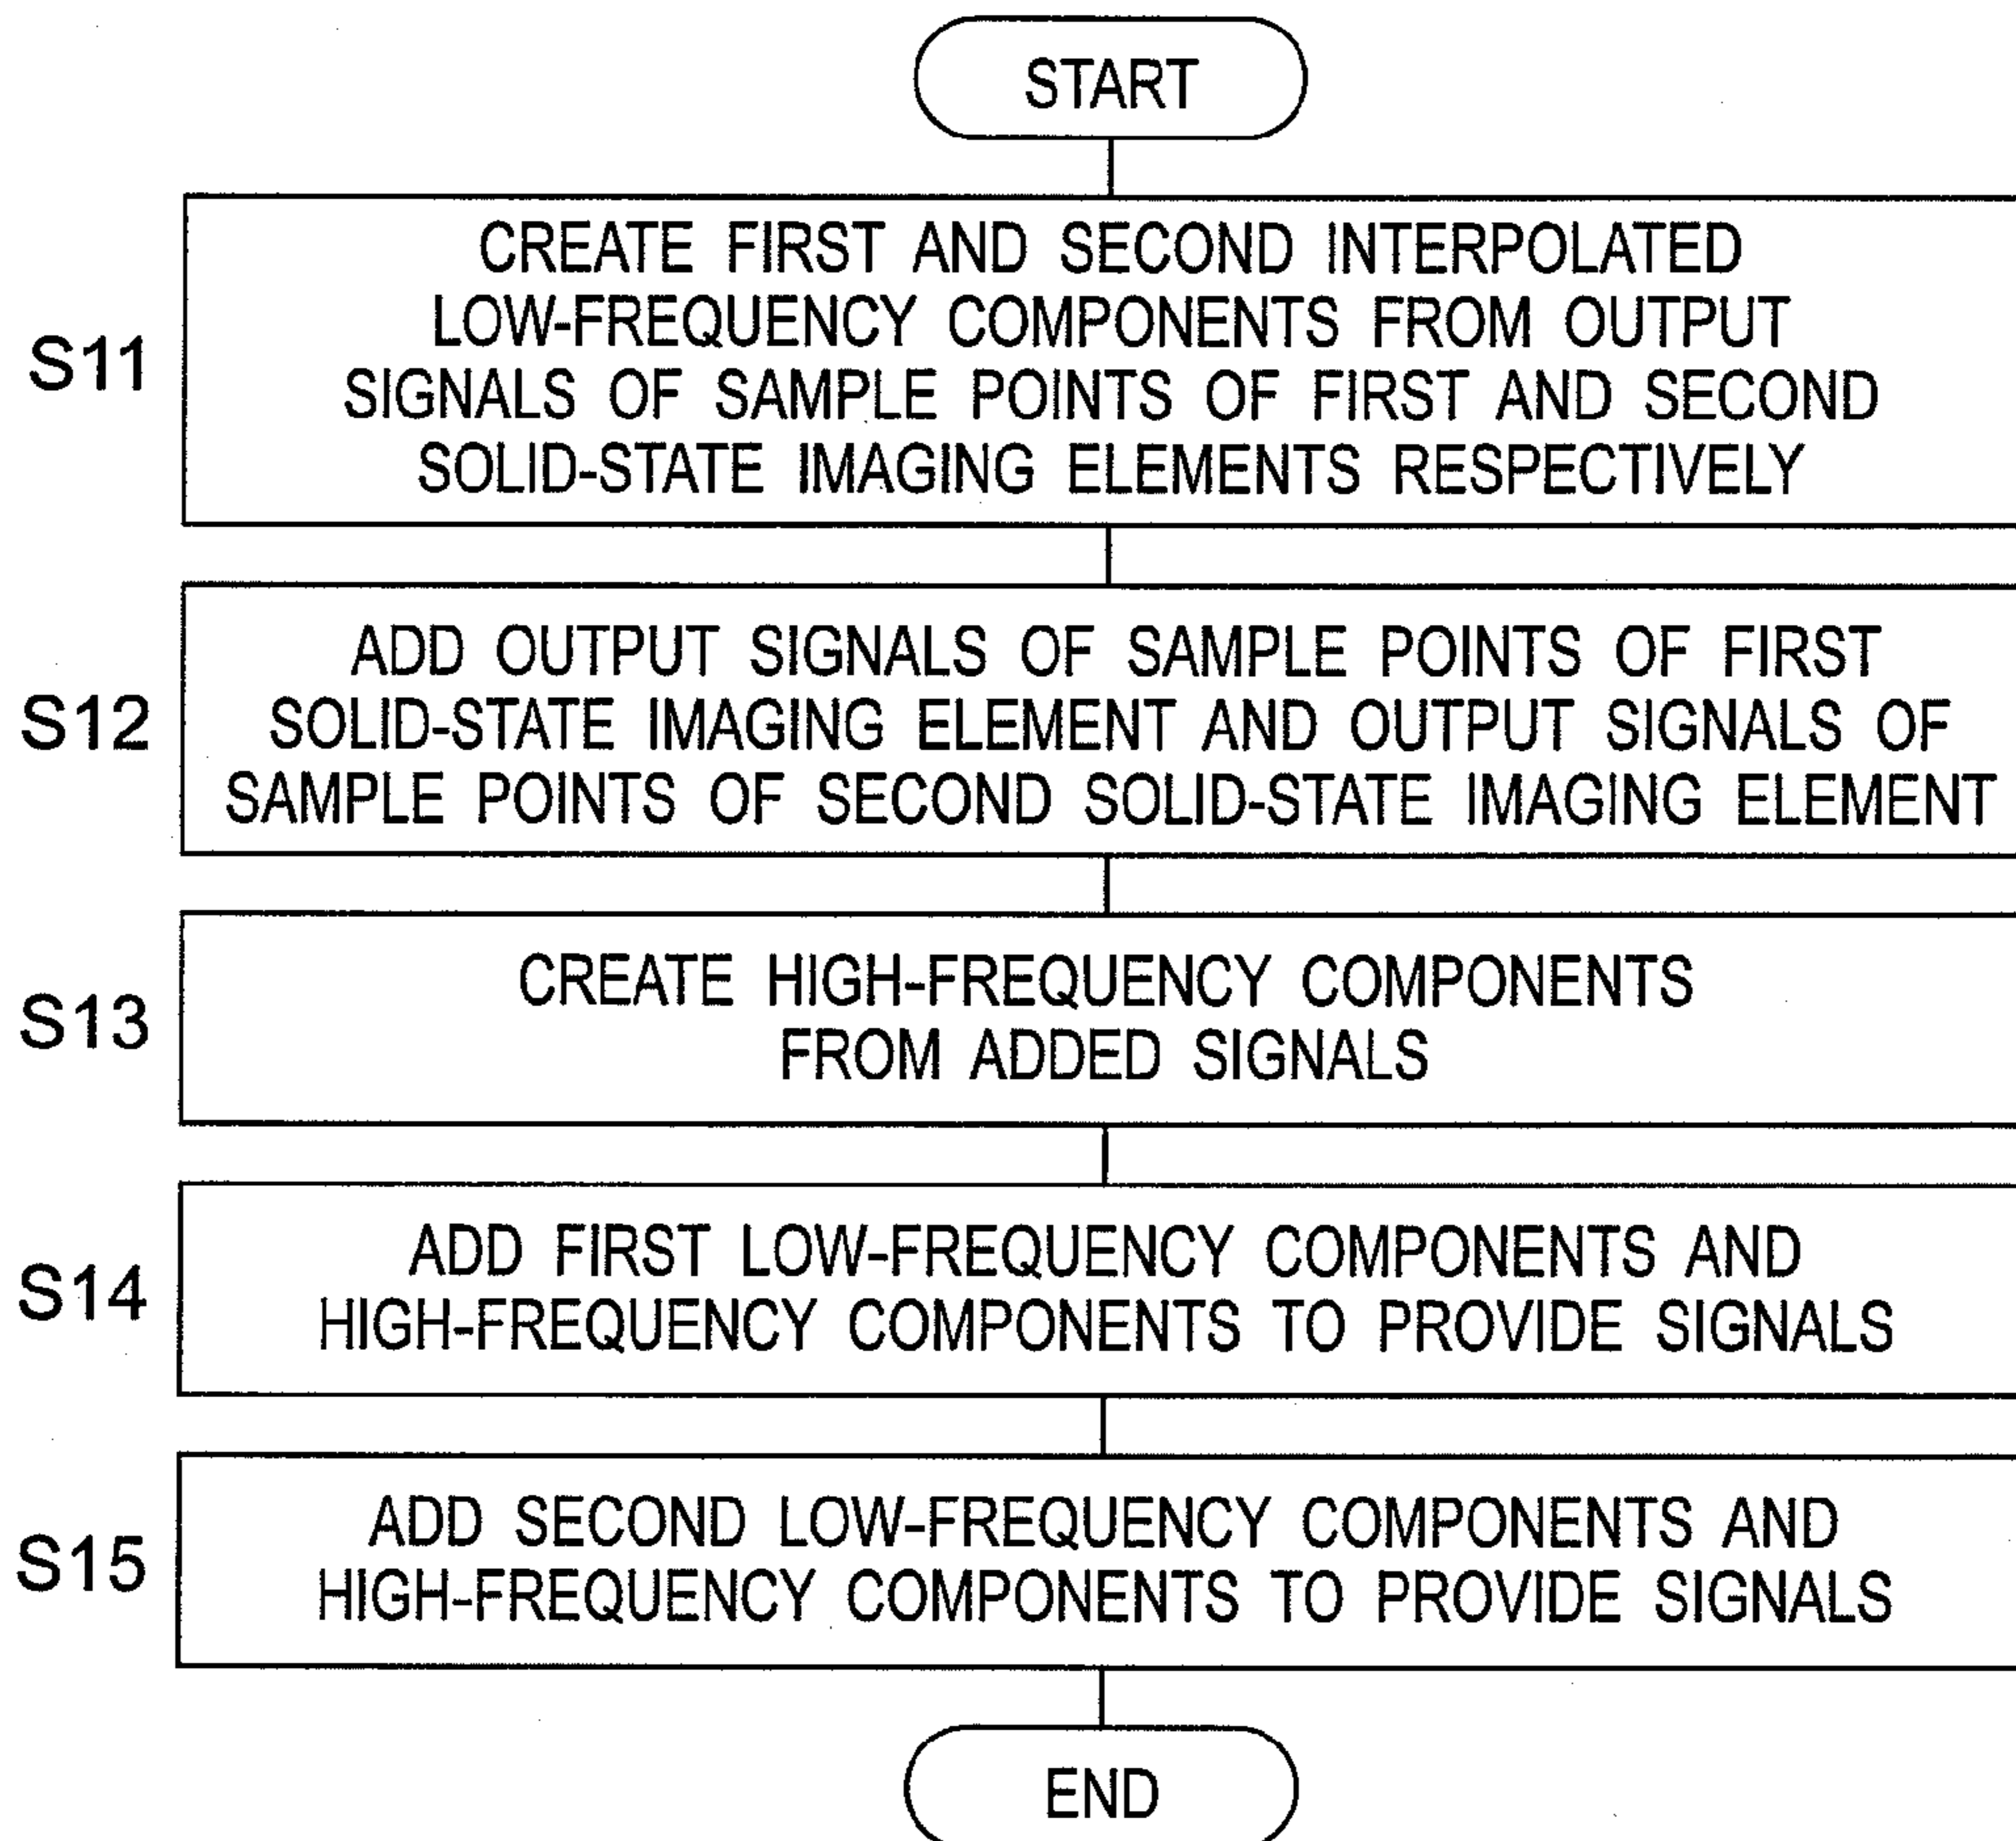 START
S11
CREATE FIRST AND SECOND INTERPOLATED
LOW-FREQUENCY COMPONENTS FROM OUTPUT
SIGNALS OF SAMPLE POINTS OF FIRST AND SECOND
SOLID-STATE IMAGING ELEMENTS RESPECTIVELY
S12
ADD OUTPUT SIGNALS OF SAMPLE POINTS OF FIRST
SOLID-STATE IMAGING ELEMENT AND OUTPUT SIGNALS OF
SAMPLE POINTS OF SECOND SOLID-STATE IMAGING ELEMENT
S13
CREATE HIGH-FREQUENCY COMPONENTS
FROM ADDED SIGNALS
S14
ADD FIRST LOW-FREQUENCY COMPONENTS AND
HIGH-FREQUENCY COMPONENTS TO PROVIDE SIGNALS
S15
ADD SECOND LOW-FREQUENCY COMPONENTS AND
HIGH-FREQUENCY COMPONENTS TO PROVIDE SIGNALS
END